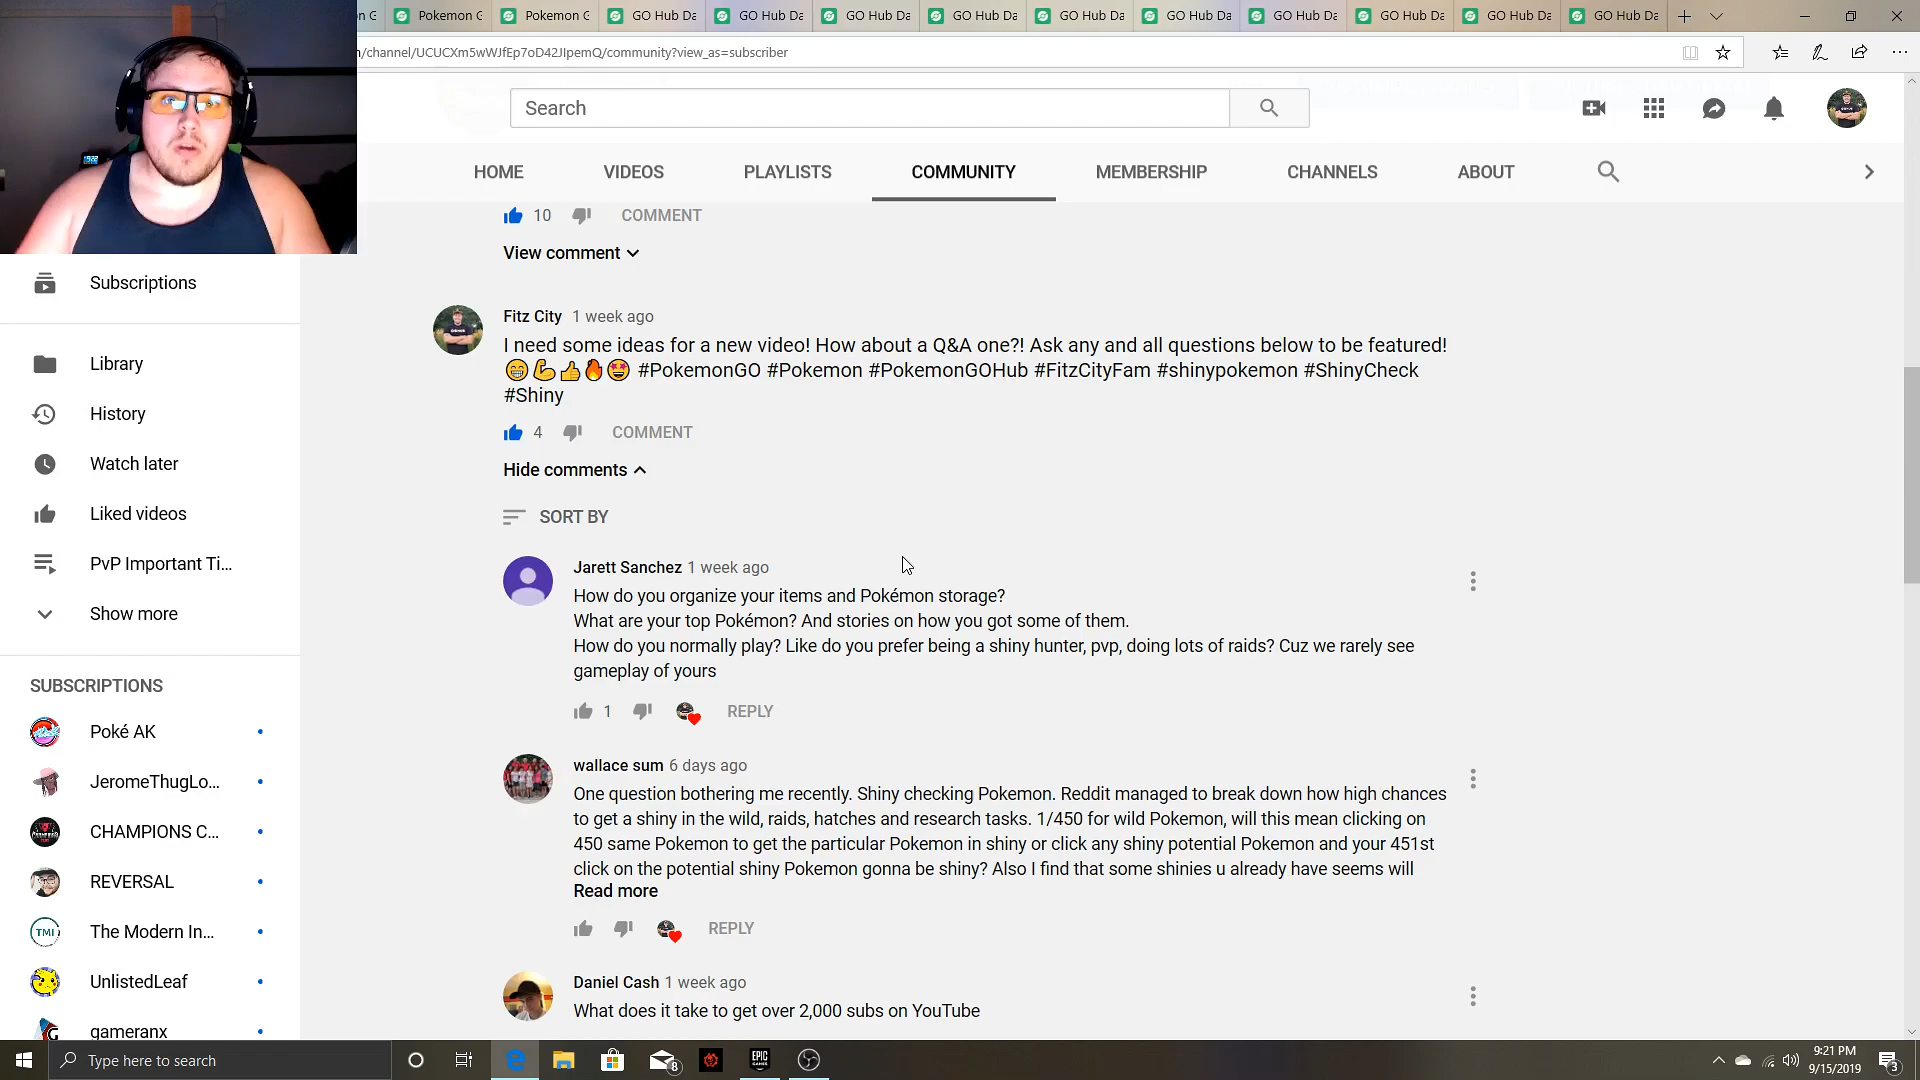 n G
Pokemon G
Pokemon G
GO Hub Da
GO Hub Da
GO Hub Da
GO Hub Da
GO Hub Da
GO Hub Da
GO Hub Da
GO Hub Da
GO Hub Da
GO Hub Da
/channel/UCUCXm5wWJfEp7oD42JIpemQ/community?view_as=subscriber
Search
HOME
VIDEOS
PLAYLISTS
COMMUNITY
MEMBERSHIP
CHANNELS
ABOUT
10
COMMENT
View comment
Fitz City 1 week ago
I need some ideas for a new video! How about a Q&A one?! Ask any and all questions below to be featured!
😁💪👍🔥🤩 #PokemonGO #Pokemon #PokemonGOHub #FitzCityFam #shinypokemon #ShinyCheck
#Shiny
4
COMMENT
Hide comments
SORT BY
Jarett Sanchez 1 week ago
How do you organize your items and Pokémon storage?
What are your top Pokémon? And stories on how you got some of them.
How do you normally play? Like do you prefer being a shiny hunter, pvp, doing lots of raids? Cuz we rarely see
gameplay of yours
1
REPLY
wallace sum 6 days ago
One question bothering me recently. Shiny checking Pokemon. Reddit managed to break down how high chances
to get a shiny in the wild, raids, hatches and research tasks. 1/450 for wild Pokemon, will this mean clicking on
450 same Pokemon to get the particular Pokemon in shiny or click any shiny potential Pokemon and your 451st
click on the potential shiny Pokemon gonna be shiny? Also I find that some shinies u already have seems will
Read more
REPLY
Daniel Cash 1 week ago
What does it take to get over 2,000 subs on YouTube
Subscriptions
Library
History
Watch later
Liked videos
PvP Important Ti...
Show more
SUBSCRIPTIONS
Poké AK
JeromeThugLo...
CHAMPIONS C...
REVERSAL
TMI
The Modern In...
UnlistedLeaf
gameranx
Type here to search
8
EPIC
GAMES
9:21 PM
9/15/2019
3